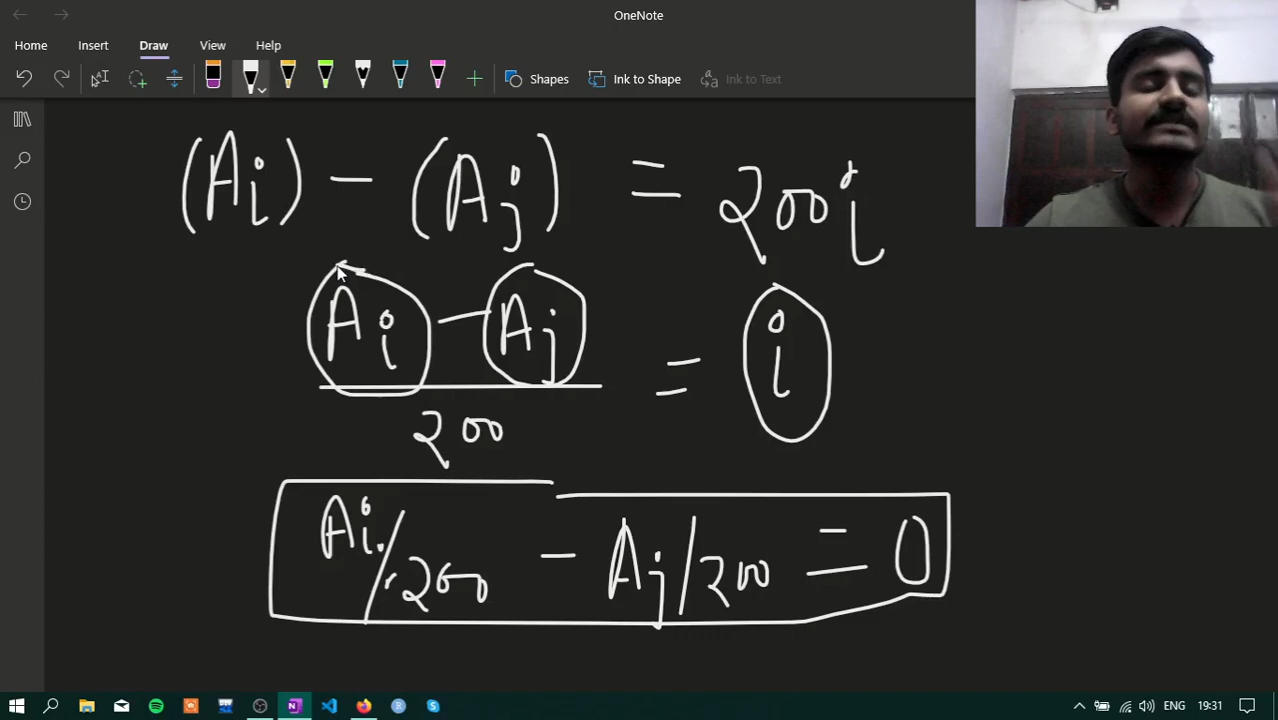 OneNote
Home Insert Draw View Help
Shapes Ink to Shape Ink to Text
(Ai) - (Aj) = 200i
Ai - Aj = i
200
Ai/200 - Aj/200 = 0
ENG 19:31